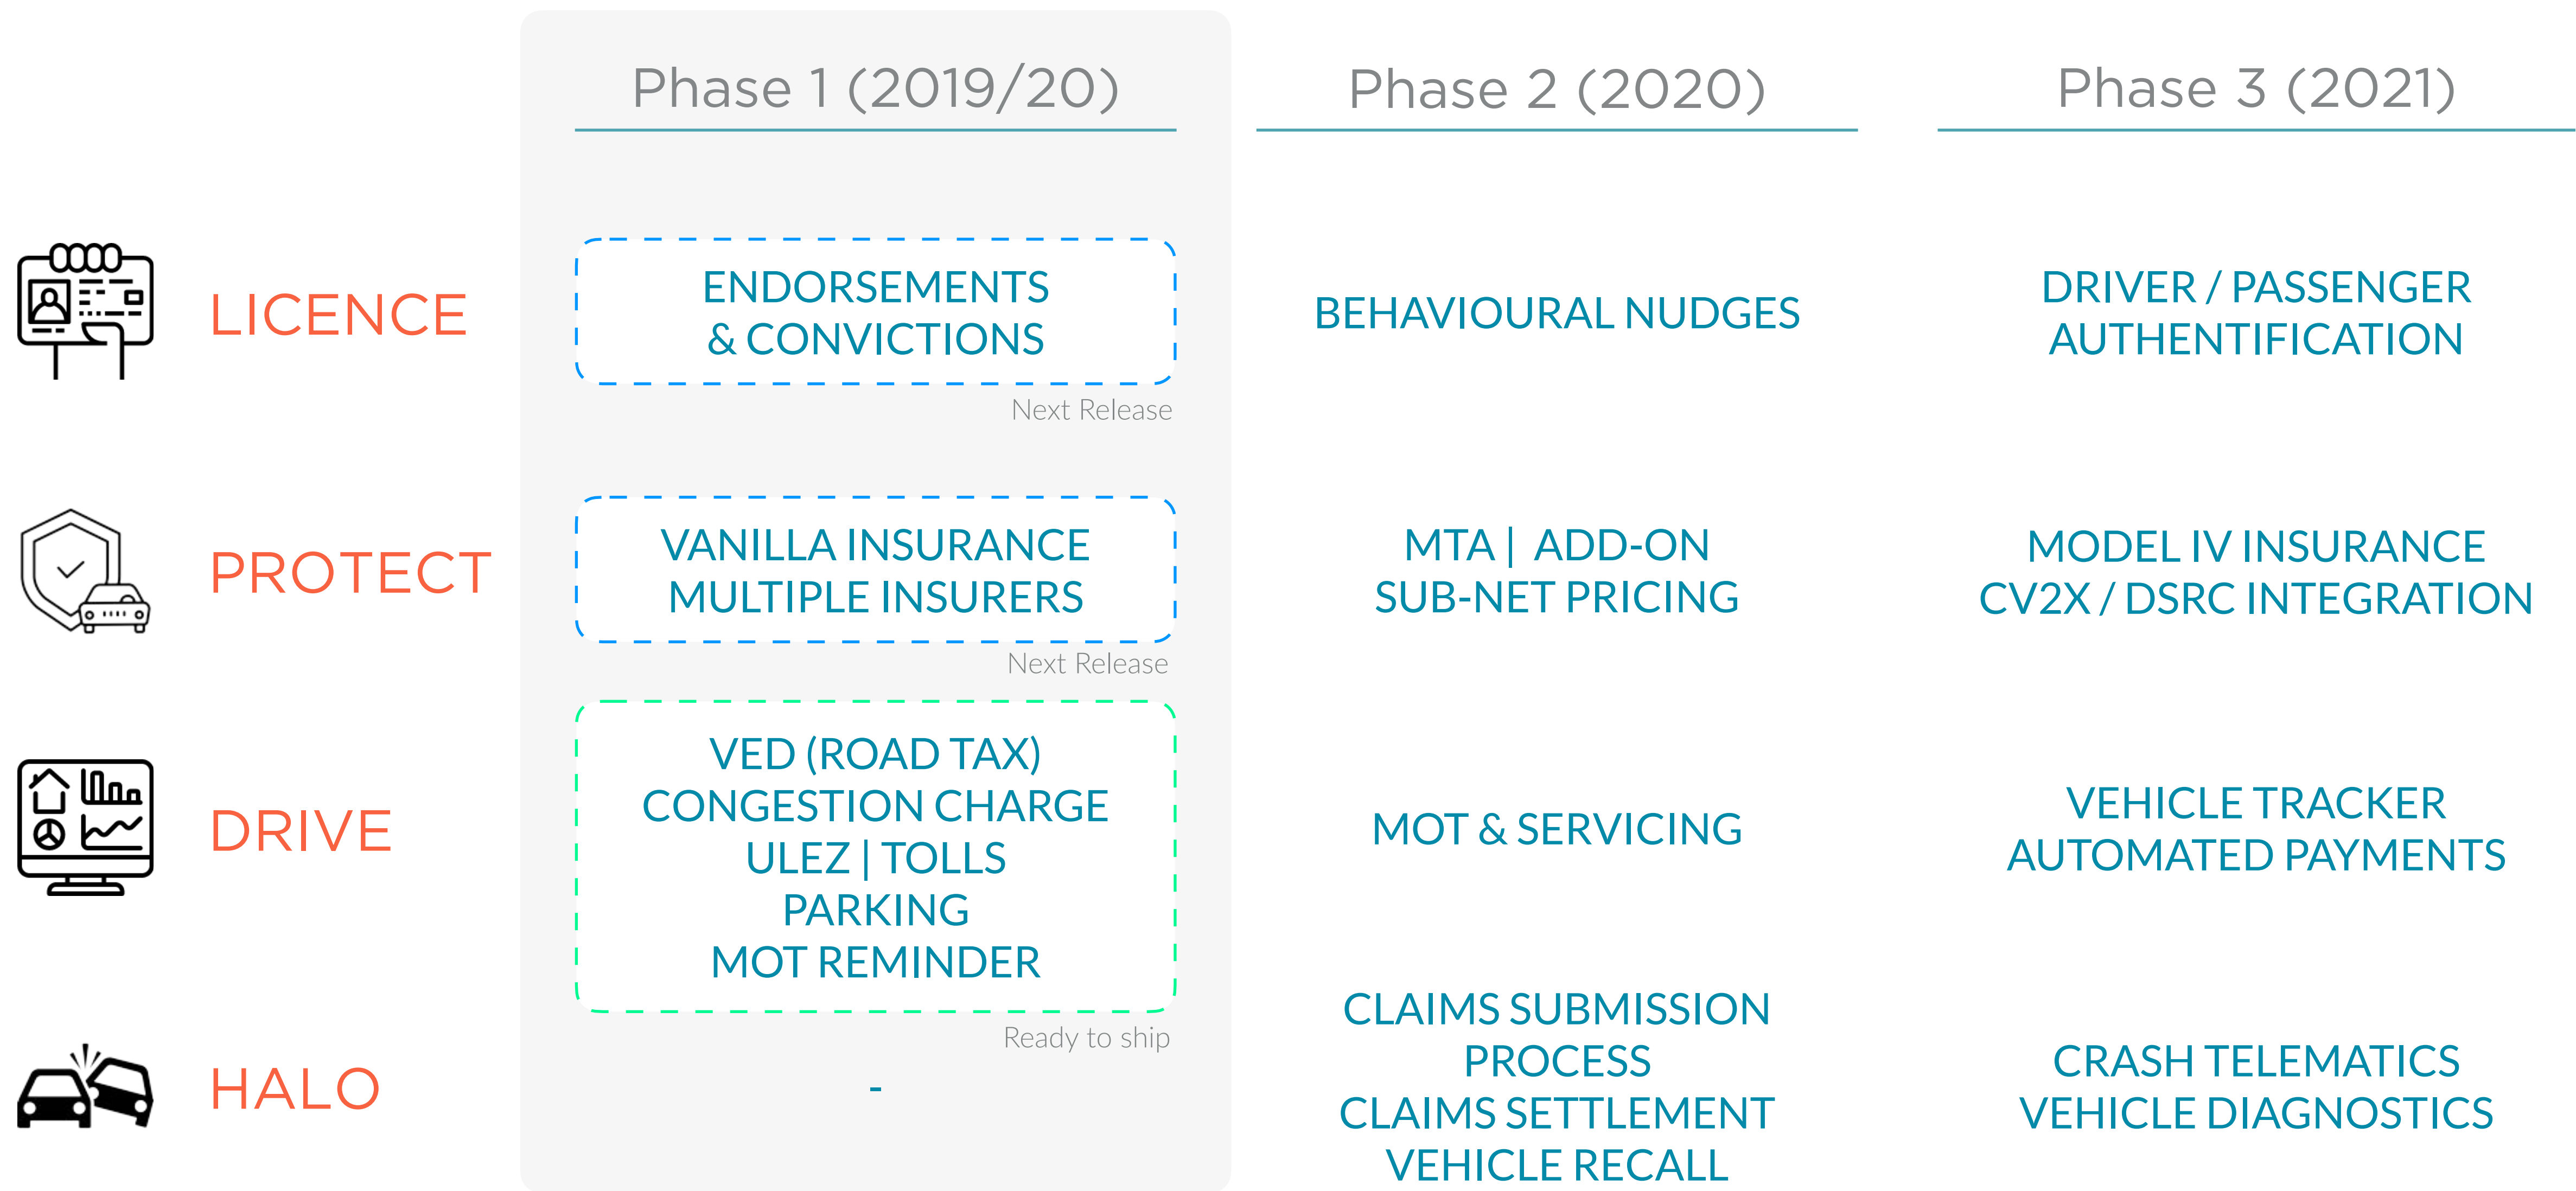 Phase 1 (2019/20)
Phase 2 (2020)
Phase 3 (2021)
LICENCE
ENDORSEMENTS
& CONVICTIONS
Next Release
BEHAVIOURAL NUDGES
DRIVER / PASSENGER
AUTHENTIFICATION
PROTECT
VANILLA INSURANCE
MULTIPLE INSURERS
Next Release
MTA | ADD-ON
SUB-NET PRICING
MODEL IV INSURANCE
CV2X / DSRC INTEGRATION
DRIVE
VED (ROAD TAX)
CONGESTION CHARGE
ULEZ | TOLLS
PARKING
MOT REMINDER
Ready to ship
MOT & SERVICING
VEHICLE TRACKER
AUTOMATED PAYMENTS
HALO
-
CLAIMS SUBMISSION
PROCESS
CLAIMS SETTLEMENT
VEHICLE RECALL
CRASH TELEMATICS
VEHICLE DIAGNOSTICS